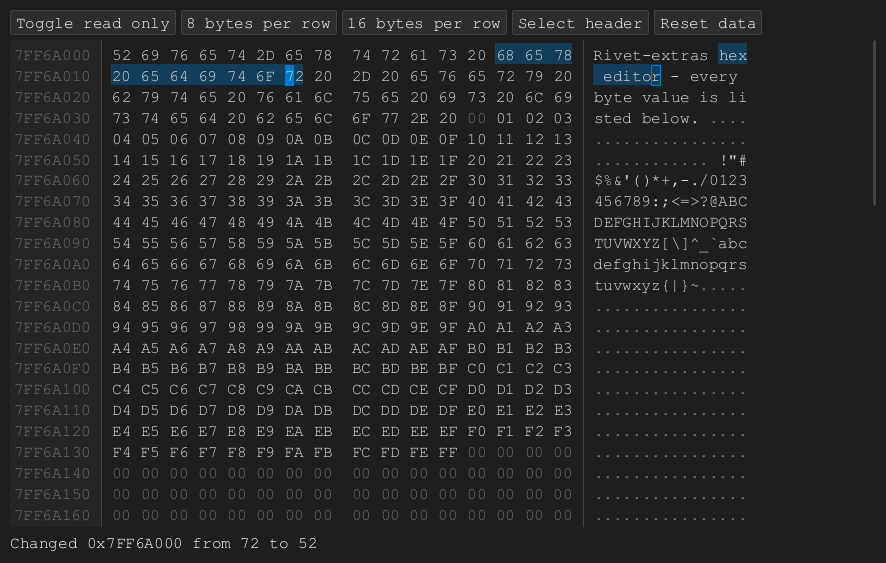 Toggle read only 8 bytes per row 16 bytes per row Select header Reset data
7FF6A000 52 69 76 65 74 2D 65 78 74 72 61 73 20 68 65 78 Rivet-extras hex
7FF6A010 20 65 64 69 74 6F 72 20 2D 20 65 76 65 72 79 20  editor - every 
7FF6A020 62 79 74 65 20 76 61 6C 75 65 20 69 73 20 6C 69 byte value is li
7FF6A030 73 74 65 64 20 62 65 6C 6F 77 2E 20 00 01 02 03 sted below. ....
7FF6A040 04 05 06 07 08 09 0A 0B 0C 0D 0E 0F 10 11 12 13 ................
7FF6A050 14 15 16 17 18 19 1A 1B 1C 1D 1E 1F 20 21 22 23 ............ !"#
7FF6A060 24 25 26 27 28 29 2A 2B 2C 2D 2E 2F 30 31 32 33 $%&'()*+,-./0123
7FF6A070 34 35 36 37 38 39 3A 3B 3C 3D 3E 3F 40 41 42 43 456789:;<=>?@ABC
7FF6A080 44 45 46 47 48 49 4A 4B 4C 4D 4E 4F 50 51 52 53 DEFGHIJKLMNOPQRS
7FF6A090 54 55 56 57 58 59 5A 5B 5C 5D 5E 5F 60 61 62 63 TUVWXYZ[\]^_`abc
7FF6A0A0 64 65 66 67 68 69 6A 6B 6C 6D 6E 6F 70 71 72 73 defghijklmnopqrs
7FF6A0B0 74 75 76 77 78 79 7A 7B 7C 7D 7E 7F 80 81 82 83 tuvwxyz{|}~.....
7FF6A0C0 84 85 86 87 88 89 8A 8B 8C 8D 8E 8F 90 91 92 93 ................
7FF6A0D0 94 95 96 97 98 99 9A 9B 9C 9D 9E 9F A0 A1 A2 A3 ................
7FF6A0E0 A4 A5 A6 A7 A8 A9 AA AB AC AD AE AF B0 B1 B2 B3 ................
7FF6A0F0 B4 B5 B6 B7 B8 B9 BA BB BC BD BE BF C0 C1 C2 C3 ................
7FF6A100 C4 C5 C6 C7 C8 C9 CA CB CC CD CE CF D0 D1 D2 D3 ................
7FF6A110 D4 D5 D6 D7 D8 D9 DA DB DC DD DE DF E0 E1 E2 E3 ................
7FF6A120 E4 E5 E6 E7 E8 E9 EA EB EC ED EE EF F0 F1 F2 F3 ................
7FF6A130 F4 F5 F6 F7 F8 F9 FA FB FC FD FE FF 00 00 00 00 ................
7FF6A140 00 00 00 00 00 00 00 00 00 00 00 00 00 00 00 00 ................
7FF6A150 00 00 00 00 00 00 00 00 00 00 00 00 00 00 00 00 ................
7FF6A160 00 00 00 00 00 00 00 00 00 00 00 00 00 00 00 00 ................
Changed 0x7FF6A000 from 72 to 52